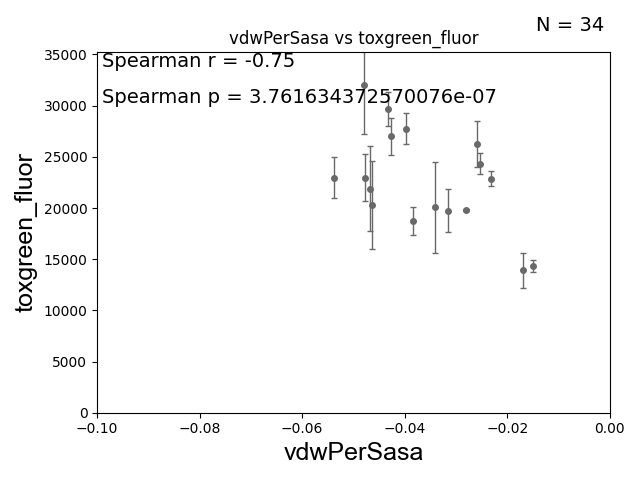 N = 34
vdwPerSasa vs toxgreen_fluor
Spearman r = -0.75
Spearman p = 3.761634372570076e-07
toxgreen_fluor
35000
30000
25000
20000
15000
10000
5000
0
−0.10 −0.08 −0.06 −0.04 −0.02 0.00
vdwPerSasa